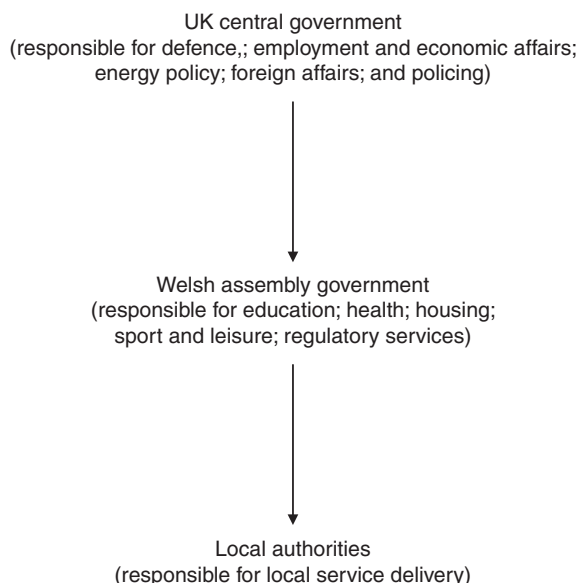 UK central government
(responsible for defence,; employment and economic affairs;
energy policy; foreign affairs; and policing)
Welsh assembly government
(responsible for education; health; housing;
sport and leisure; regulatory services)
Local authorities
(responsible for local service delivery)